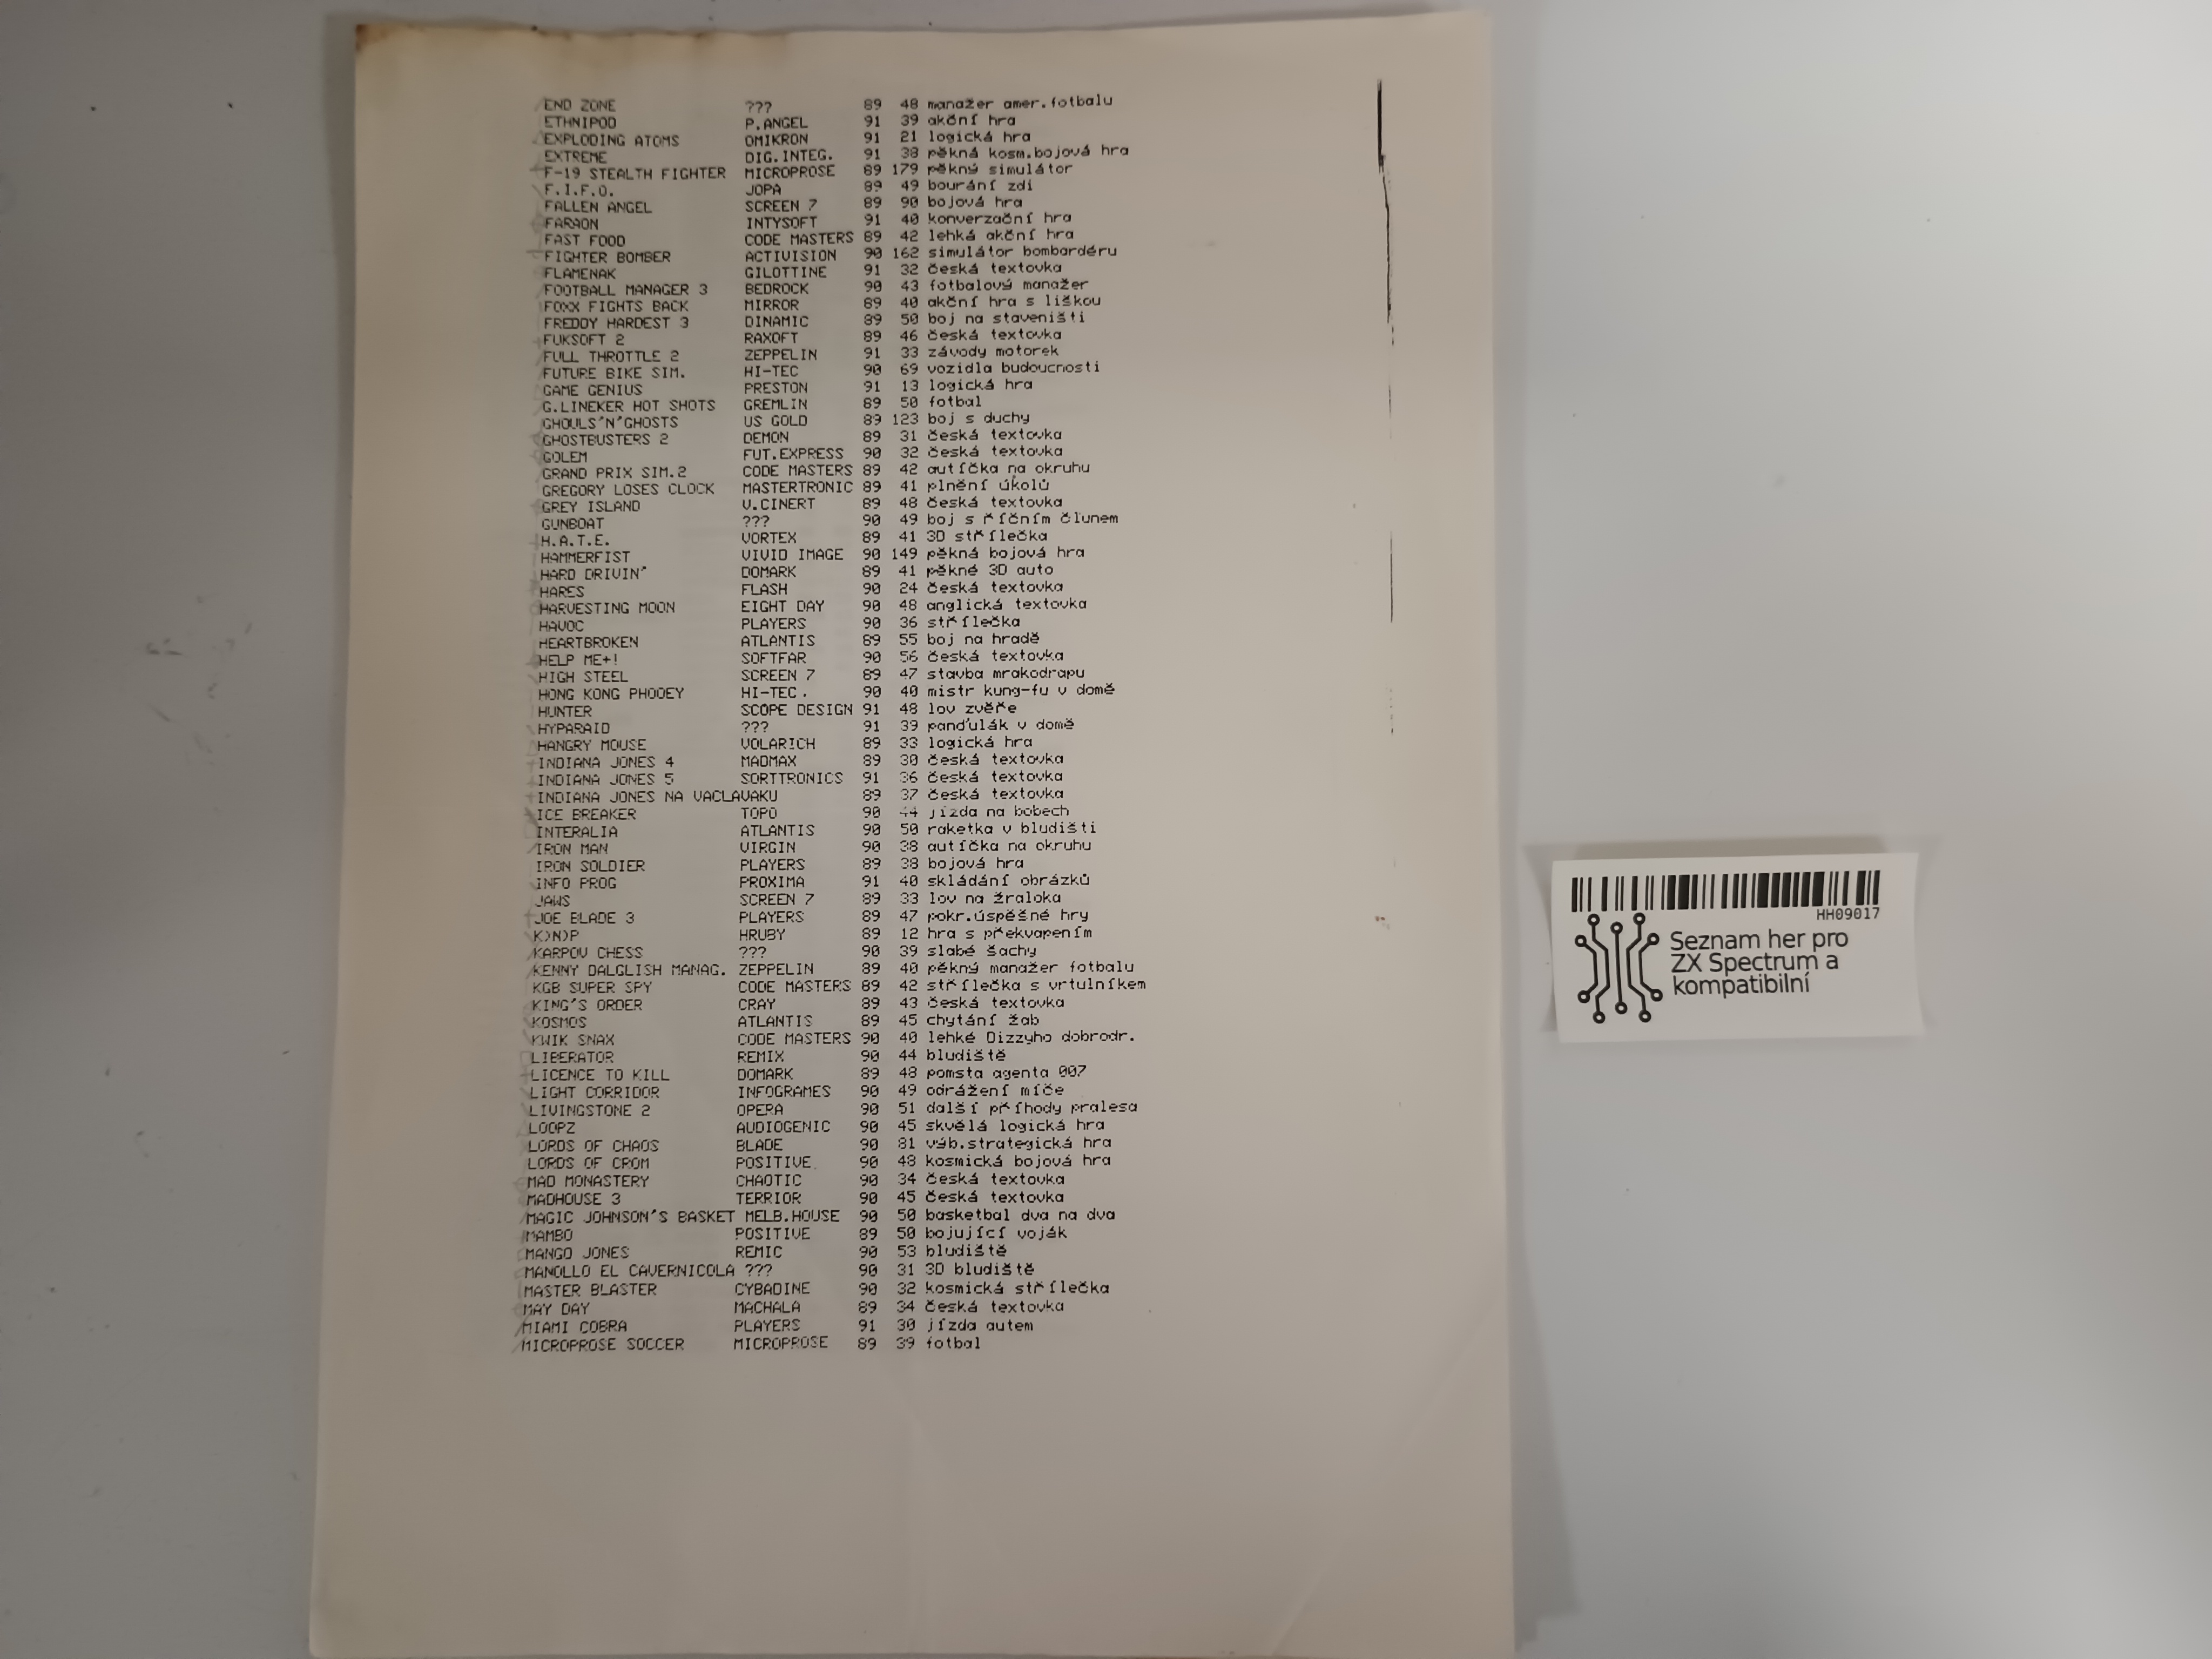 END ZONE ??? 89 48 manažer amer.fotbalu
ETHNIPOD P.ANGEL 91 39 akční hra
EXPLODING ATOMS OMIKRON 91 21 logická hra
EXTREME DIG.INTEG. 91 38 pěkná kosm.bojová hra
F-19 STEALTH FIGHTER MICROPROSE 89 179 pěkný simulátor
F.I.F.O. JOPA 89 49 bourání zdi
FALLEN ANGEL SCREEN 7 89 90 bojová hra
FARAON INTYSOFT 91 40 konverzační hra
FAST FOOD CODE MASTERS 89 42 lehká akční hra
FIGHTER BOMBER ACTIVISION 90 162 simulátor bombardéru
FLAMENAK GILOTTINE 91 32 česká textovka
FOOTBALL MANAGER 3 BEDROCK 90 43 fotbalový manažer
FOXX FIGHTS BACK MIRROR 89 40 akční hra s liškou
FREDDY HARDEST 3 DINAMIC 89 50 boj na staveništi
FUKSOFT 2 RAXOFT 89 46 česká textovka
FULL THROTTLE 2 ZEPPELIN 91 33 závody motorek
FUTURE BIKE SIM. HI-TEC 90 69 vozidla budoucnosti
GAME GENIUS PRESTON 91 13 logická hra
G.LINEKER HOT SHOTS GREMLIN 89 50 fotbal
GHOULS'N'GHOSTS US GOLD 89 123 boj s duchy
GHOSTBUSTERS 2 DEMON 89 31 česká textovka
GOLEM FUT.EXPRESS 90 32 česká textovka
GRAND PRIX SIM.2 CODE MASTERS 89 42 autíčka na okruhu
GREGORY LOSES CLOCK MASTERTRONIC 89 41 plnění úkolů
GREY ISLAND V.CINERT 89 48 česká textovka
GUNBOAT ??? 90 49 boj s říčním člunem
H.A.T.E. VORTEX 89 41 3D střílečka
HAMMERFIST VIVID IMAGE 90 149 pěkná bojová hra
HARD DRIVIN' DOMARK 89 41 pěkné 3D auto
HARES FLASH 90 24 česká textovka
HARVESTING MOON EIGHT DAY 90 48 anglická textovka
HAVOC PLAYERS 90 36 střílečka
HEARTBROKEN ATLANTIS 89 55 boj na hradě
HELP ME+! SOFTFAR 90 56 česká textovka
HIGH STEEL SCREEN 7 89 47 stavba mrakodrapu
HONG KONG PHOOEY HI-TEC. 90 40 mistr kung-fu v domě
HUNTER SCOPE DESIGN 91 48 lov zvěře
HYPARAID ??? 91 39 panďulák v domě
HANGRY MOUSE VOLARICH 89 33 logická hra
INDIANA JONES 4 MADMAX 89 30 česká textovka
INDIANA JONES 5 SORTTRONICS 91 36 česká textovka
INDIANA JONES NA VACLAVAKU 89 37 česká textovka
ICE BREAKER TOPO 90 44 jízda na bobech
INTERALIA ATLANTIS 90 50 raketka v bludišti
IRON MAN VIRGIN 90 38 autíčka na okruhu
IRON SOLDIER PLAYERS 89 38 bojová hra
INFO PROG PROXIMA 91 40 skládání obrázků
JAWS SCREEN 7 89 33 lov na žraloka
JOE BLADE 3 PLAYERS 89 47 pokr.úspěšné hry
K>N>P HRUBY 89 12 hra s překvapením
KARPOV CHESS ??? 90 39 slabé šachy
KENNY DALGLISH MANAG. ZEPPELIN 89 40 pěkný manažer fotbalu
KGB SUPER SPY CODE MASTERS 89 42 střílečka s vrtulníkem
KING'S ORDER CRAY 89 43 česká textovka
KOSMOS ATLANTIS 89 45 chytání žab
KWIK SNAX CODE MASTERS 90 40 lehké Dizzyho dobrodr.
LIBERATOR REMIX 90 44 bludiště
LICENCE TO KILL DOMARK 89 48 pomsta agenta 007
LIGHT CORRIDOR INFOGRAMES 90 49 odrážení míče
LIVINGSTONE 2 OPERA 90 51 další příhody pralesa
LOOPZ AUDIOGENIC 90 45 skvělá logická hra
LORDS OF CHAOS BLADE 90 81 výb.strategická hra
LORDS OF CROM POSITIVE 90 48 kosmická bojová hra
MAD MONASTERY CHAOTIC 90 34 česká textovka
MADHOUSE 3 TERRIOR 90 45 česká textovka
MAGIC JOHNSON'S BASKET MELB.HOUSE 90 50 basketbal dva na dva
MAMBO POSITIVE 89 50 bojující voják
MANGO JONES REMIC 90 53 bludiště
MANOLLO EL CAVERNICOLA ??? 90 31 3D bludiště
MASTER BLASTER CYBADINE 90 32 kosmická střílečka
MAY DAY MACHALA 89 34 česká textovka
MIAMI COBRA PLAYERS 91 30 jízda autem
MICROPROSE SOCCER MICROPROSE 89 39 fotbal
HH09017
Seznam her pro
ZX Spectrum a
kompatibilní